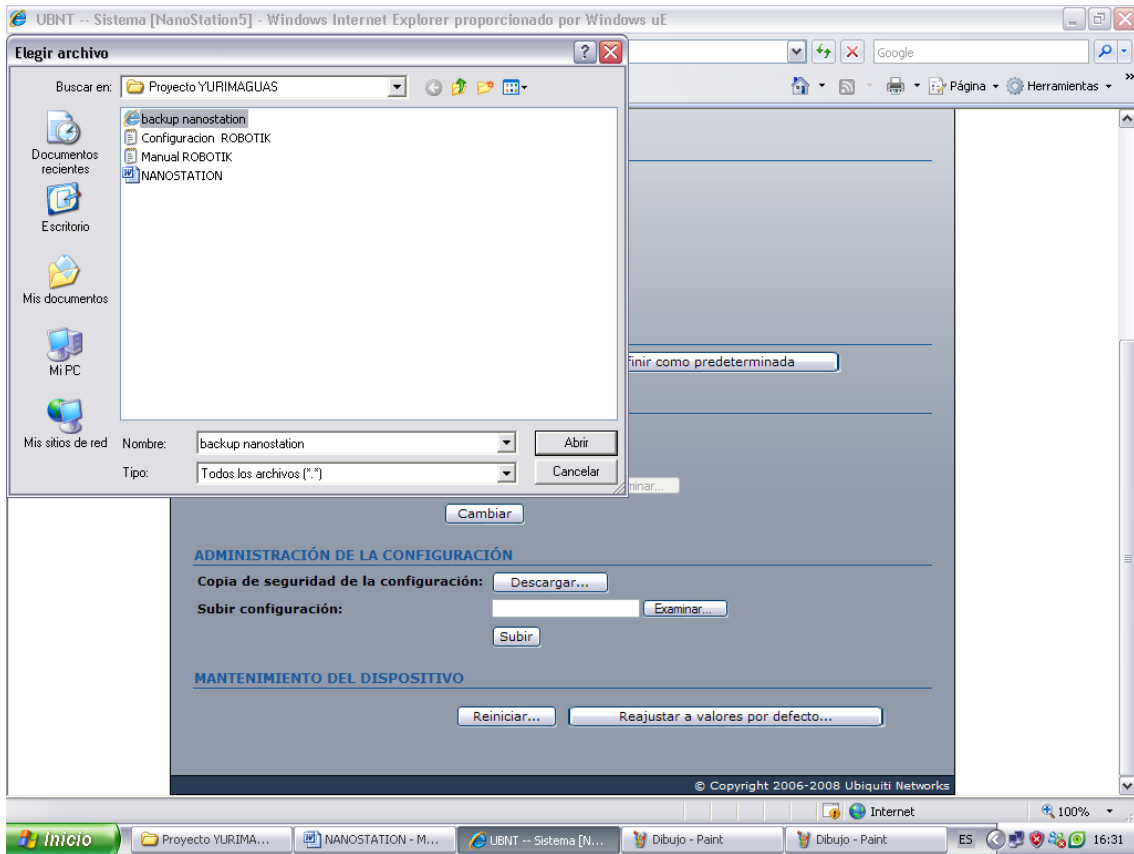 UBNT -- Sistema [NanoStation5] - Windows Internet Explorer proporcionado por Windows uE
Elegir archivo
Google
Buscar en: Proyecto YURIMAGUAS
Página Herramientas »
backup nanostation
Configuracion ROBOTIK
Manual ROBOTIK
NANOSTATION
Documentos
recientes
Escritorio
Mis documentos
Mi PC
Mis sitios de red
finir como predeterminada
Nombre: backup nanostation Abrir
Tipo: Todos los archivos (*.*) Cancelar
minar...
Cambiar
ADMINISTRACIÓN DE LA CONFIGURACIÓN
Copia de seguridad de la configuración: Descargar...
Subir configuración: Examinar...
Subir
MANTENIMIENTO DEL DISPOSITIVO
Reiniciar... Reajustar a valores por defecto...
© Copyright 2006-2008 Ubiquiti Networks
Internet 100%
Inicio Proyecto YURIMA... NANOSTATION - M... UBNT -- Sistema [N... Dibujo - Paint Dibujo - Paint ES 16:31